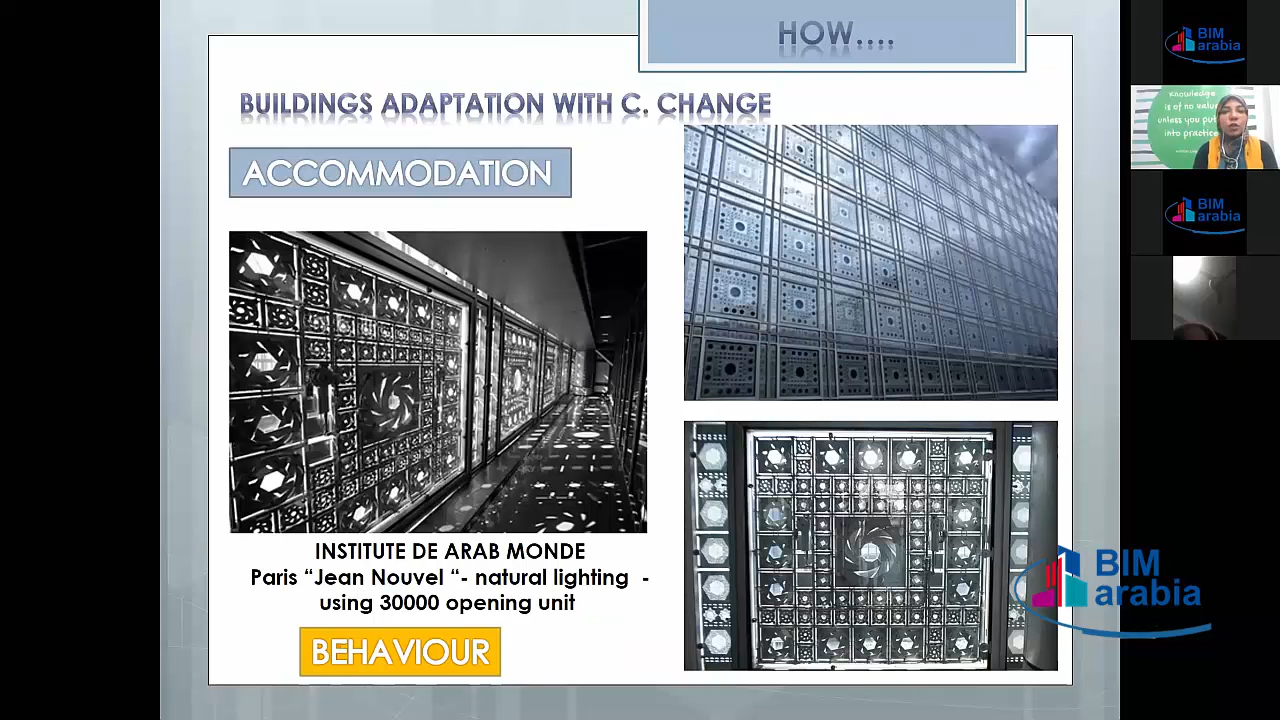 HOW....
BUILDINGS ADAPTATION WITH C. CHANGE
ACCOMMODATION
INSTITUTE DE ARAB MONDE
Paris “Jean Nouvel “- natural lighting -
using 30000 opening unit
BEHAVIOUR
BIM
arabia
BIM
arabia
Knowledge
is of no value
unless you put
into practice
BIM
arabia